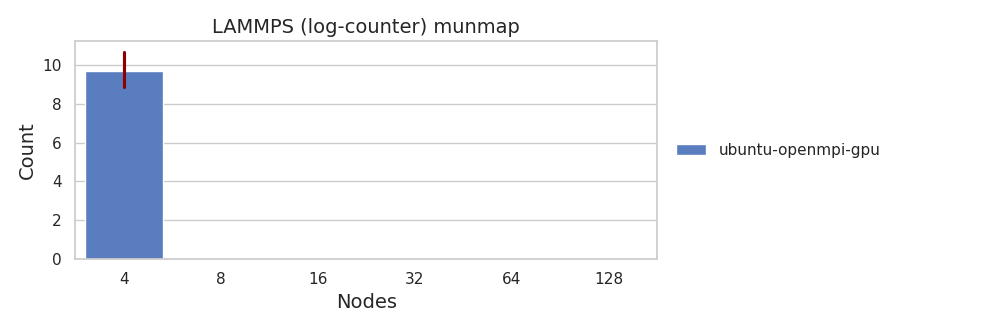 LAMMPS (log-counter) munmap
Count
10
8
6
4
2
0
4 8 16 32 64 128
Nodes
ubuntu-openmpi-gpu